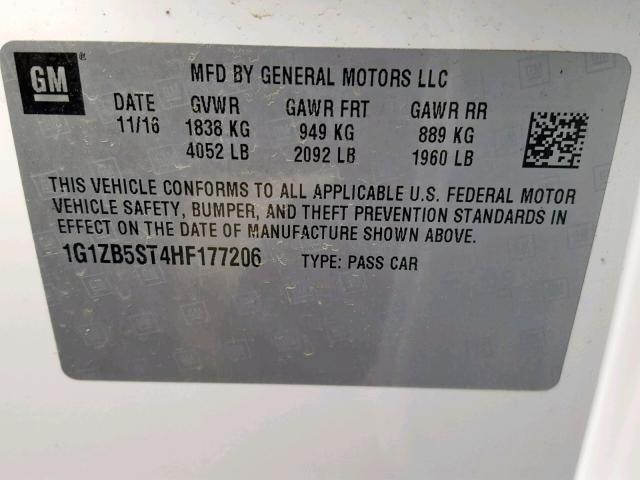 GM ® MFD BY GENERAL MOTORS LLC
DATE GVWR GAWR FRT GAWR RR
11/16 1838 KG 949 KG 889 KG
4052 LB 2092 LB 1960 LB
THIS VEHICLE CONFORMS TO ALL APPLICABLE U.S. FEDERAL MOTOR
VEHICLE SAFETY, BUMPER, AND THEFT PREVENTION STANDARDS IN
EFFECT ON THE DATE OF MANUFACTURE SHOWN ABOVE.
1G1ZB5ST4HF177206 TYPE: PASS CAR